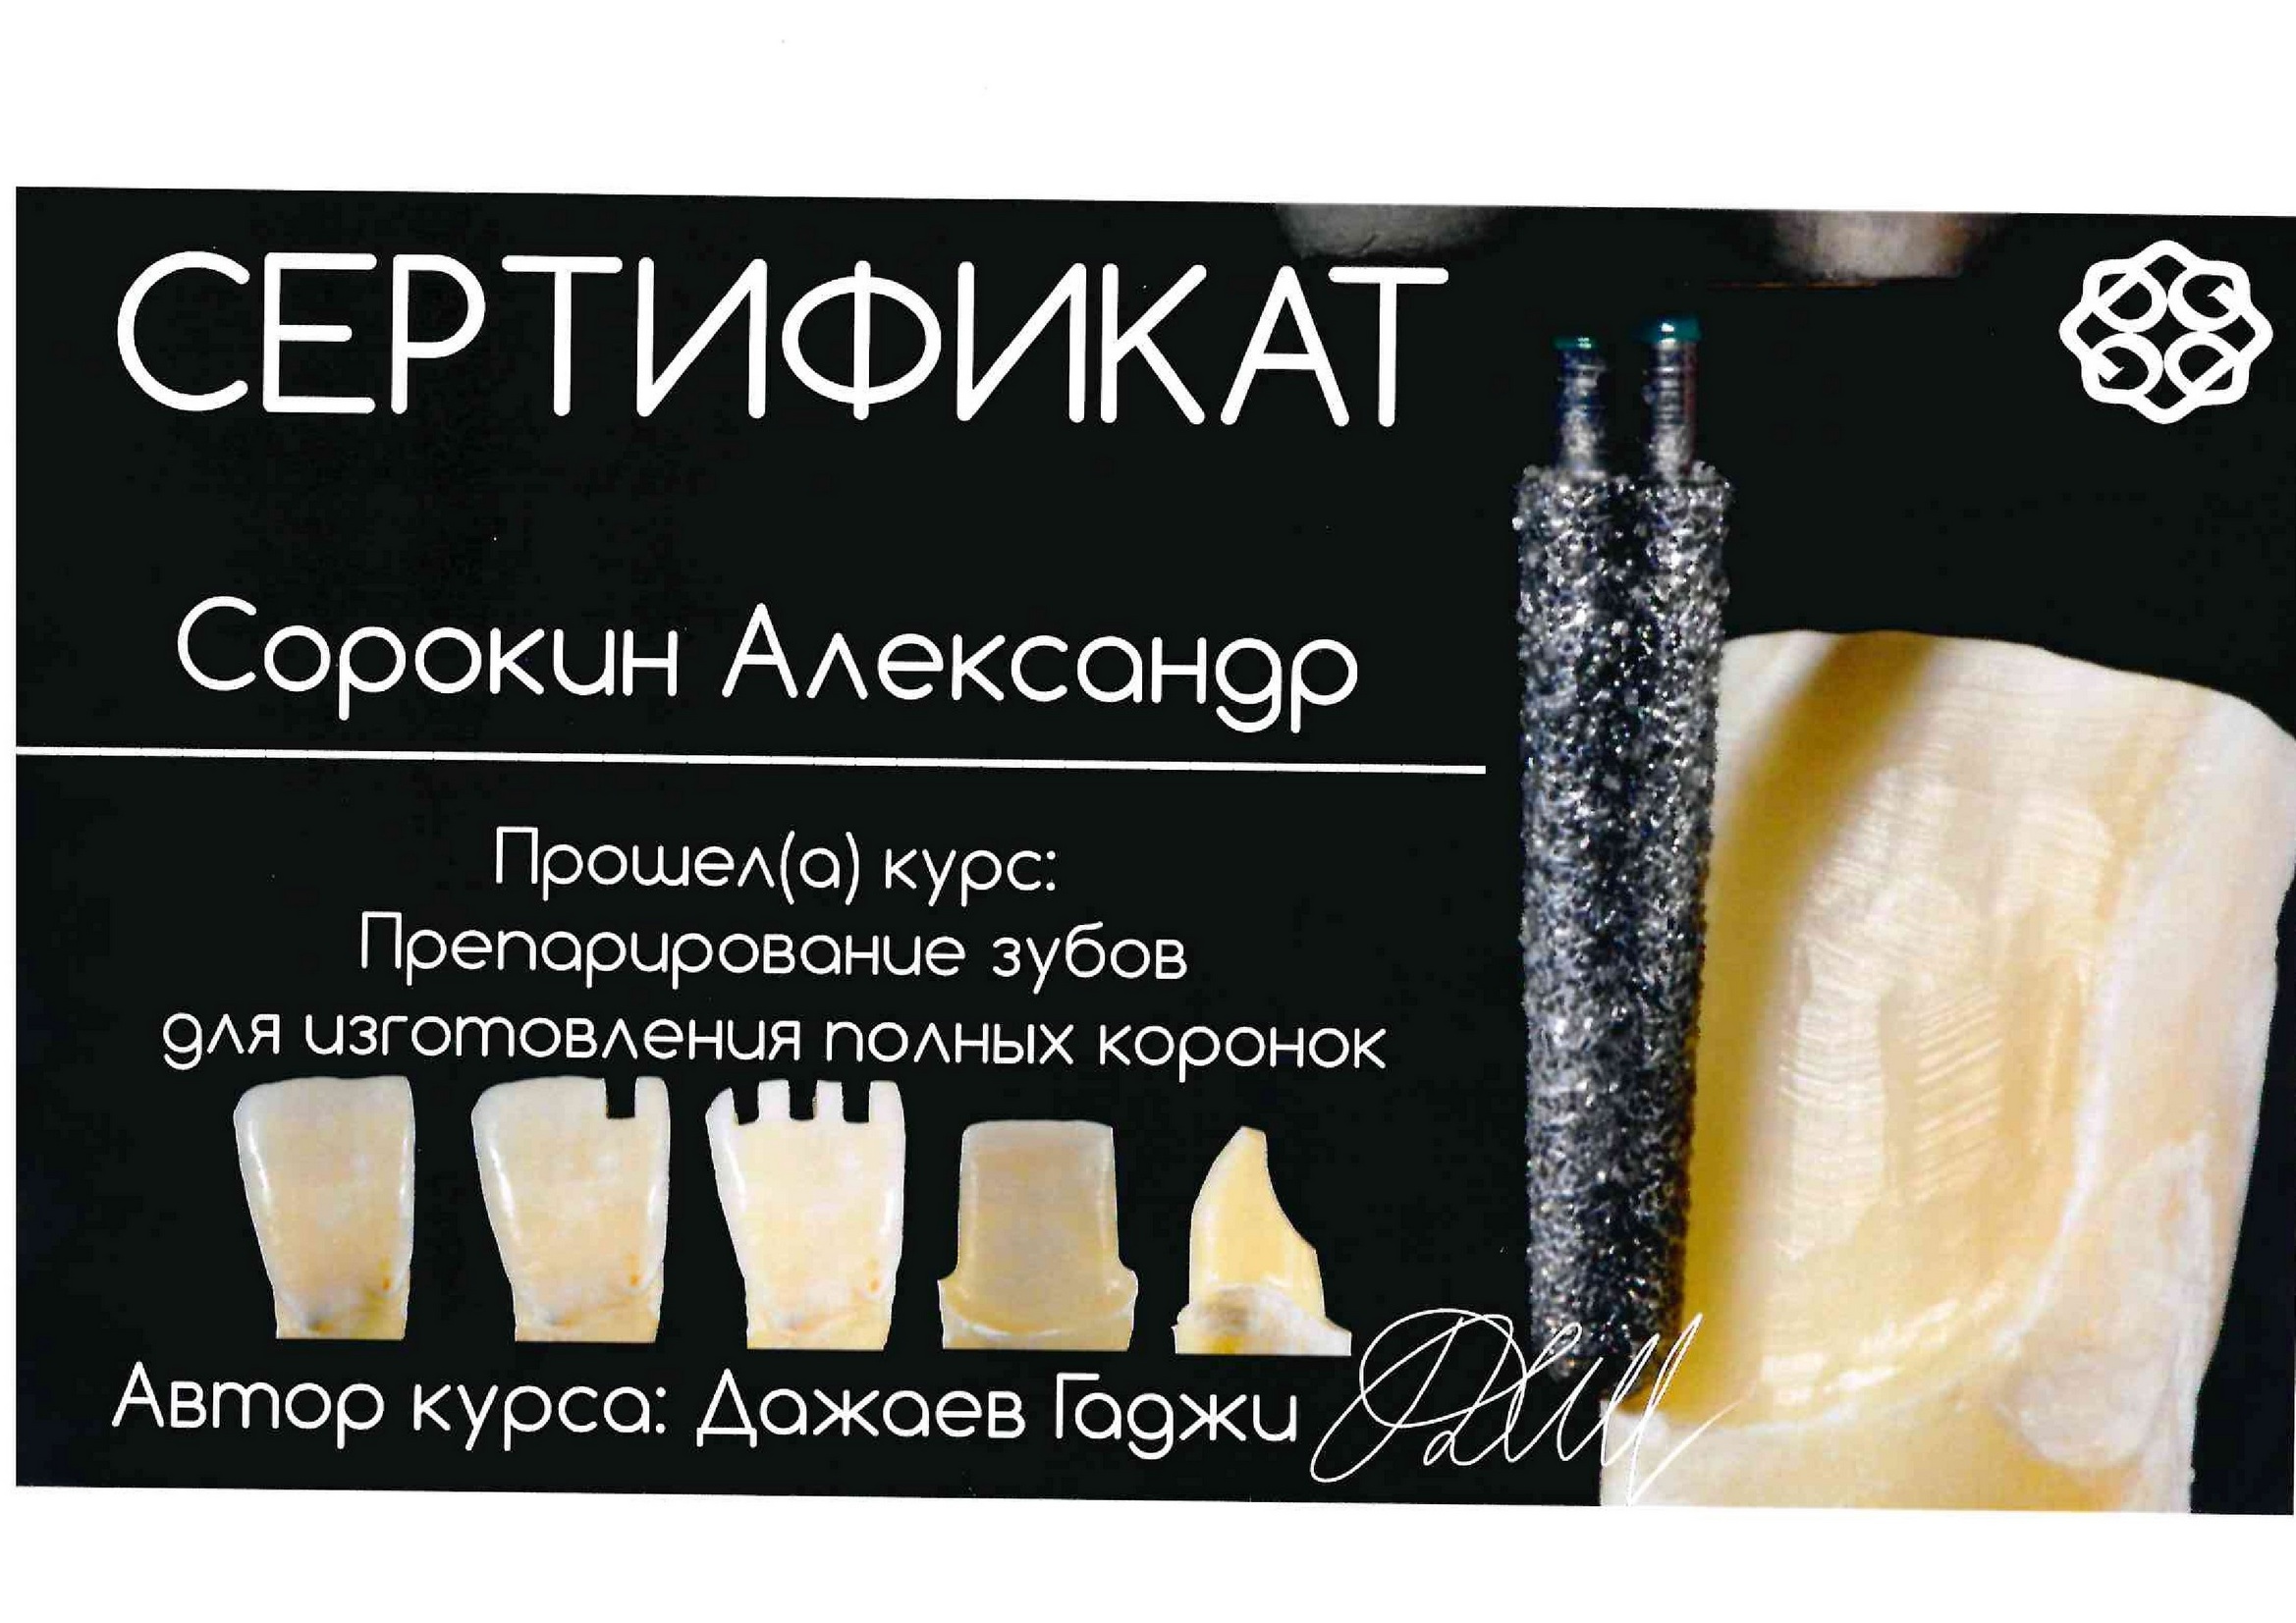 СЕРТИФИКАТ
Сорокин Александр
Прошел(а) курс:
Препарирование зубов
для изготовления полных коронок
Автор курса: Дажаев Гаджи